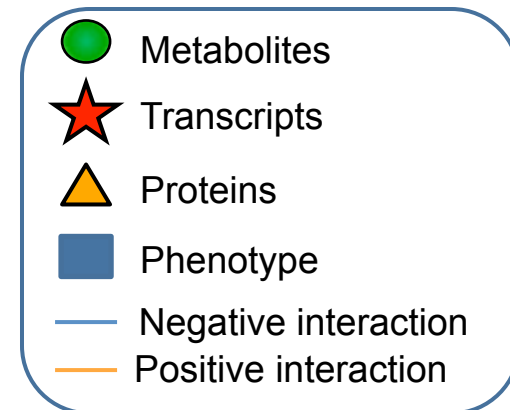 Metabolites
Transcripts
Proteins
Phenotype
Negative interaction
Positive interaction